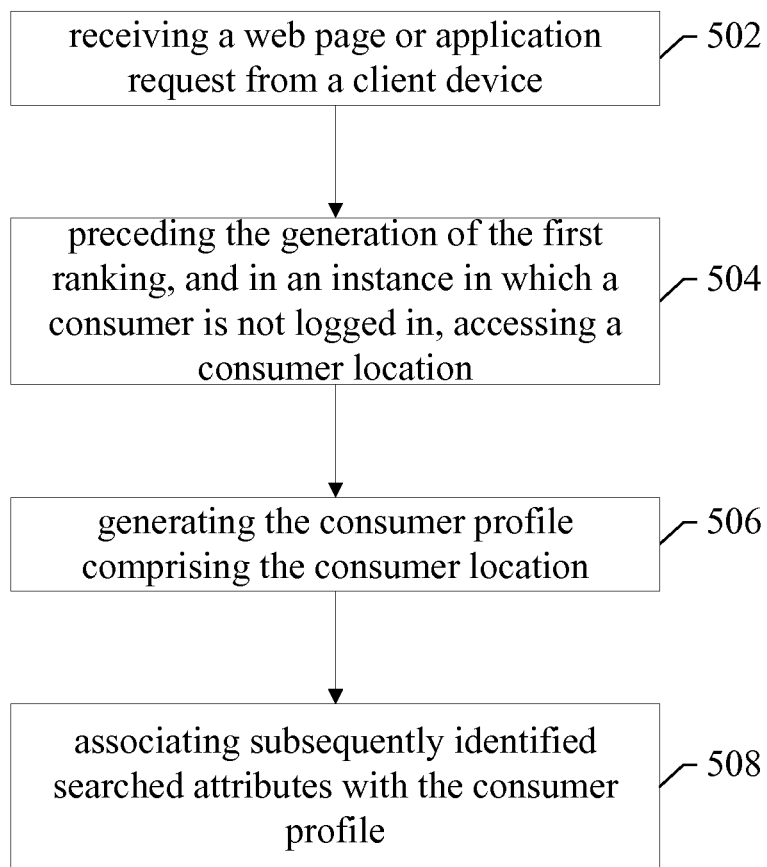 receiving a web page or application
request from a client device
502
preceding the generation of the first
ranking, and in an instance in which a
consumer is not logged in, accessing a
consumer location
504
generating the consumer profile
comprising the consumer location
506
associating subsequently identified
searched attributes with the consumer
profile
508